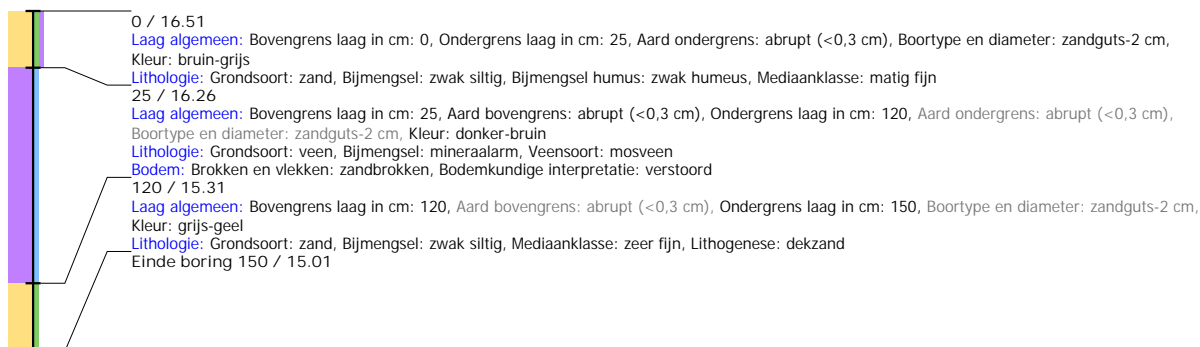 0 / 16.51
Laag algemeen: Bovengrens laag in cm: 0, Ondergrens laag in cm: 25, Aard ondergrens: abrupt (<0,3 cm), Boortype en diameter: zandguts-2 cm,
Kleur: bruin-grijs
Lithologie: Grondsoort: zand, Bijmengsel: zwak siltig, Bijmengsel humus: zwak humeus, Mediaanklasse: matig fijn
25 / 16.26
Laag algemeen: Bovengrens laag in cm: 25, Aard bovengrens: abrupt (<0,3 cm), Ondergrens laag in cm: 120, Aard ondergrens: abrupt (<0,3 cm),
Boortype en diameter: zandguts-2 cm, Kleur: donker-bruin
Lithologie: Grondsoort: veen, Bijmengsel: mineraalarm, Veensoort: mosveen
Bodem: Brokken en vlekken: zandbrokken, Bodemkundige interpretatie: verstoord
120 / 15.31
Laag algemeen: Bovengrens laag in cm: 120, Aard bovengrens: abrupt (<0,3 cm), Ondergrens laag in cm: 150, Boortype en diameter: zandguts-2 cm,
Kleur: grijs-geel
Lithologie: Grondsoort: zand, Bijmengsel: zwak siltig, Mediaanklasse: zeer fijn, Lithogenese: dekzand
Einde boring 150 / 15.01